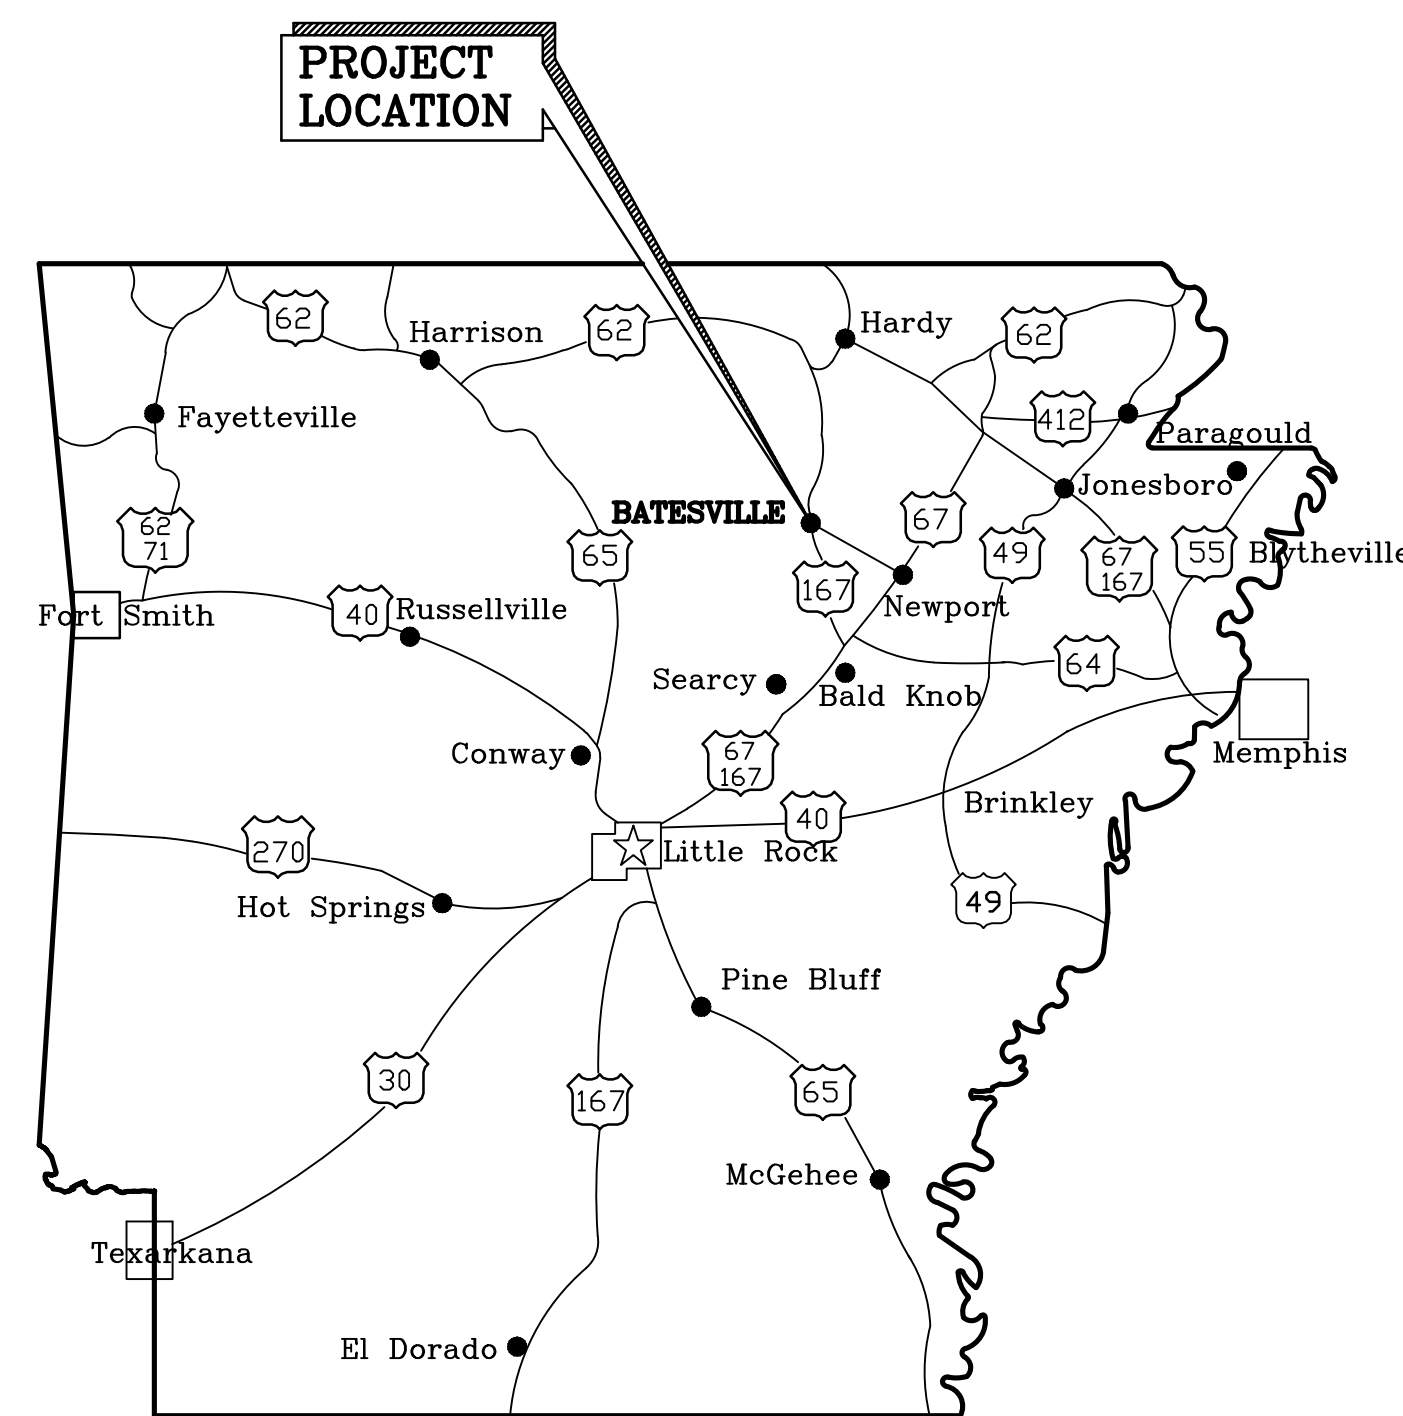 PROJECT
LOCATION
62
Harrison
62
Hardy
62
Fayetteville
412
Paragould
Jonesboro
BATESVILLE
62
71
65
67
49
67
167
55
Blytheville
167
Newport
Fort Smith
40
Russellville
64
Searcy
Bald Knob
Conway
67
167
Memphis
Brinkley
40
Little Rock
270
Hot Springs
49
Pine Bluff
30
167
65
McGehee
Texarkana
El Dorado